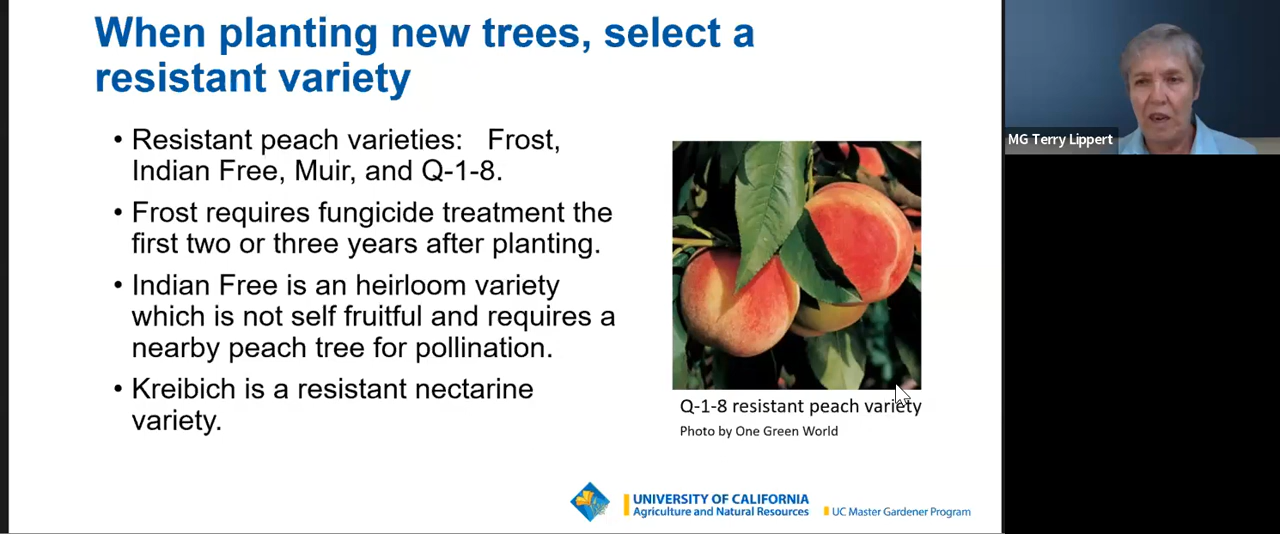 When planting new trees, select a
resistant variety
• Resistant peach varieties: Frost,
Indian Free, Muir, and Q-1-8.
• Frost requires fungicide treatment the
first two or three years after planting.
• Indian Free is an heirloom variety
which is not self fruitful and requires a
nearby peach tree for pollination.
• Kreibich is a resistant nectarine
variety.
Q-1-8 resistant peach variety
Photo by One Green World
UNIVERSITY OF CALIFORNIA
Agriculture and Natural Resources
UC Master Gardener Program
MG Terry Lippert